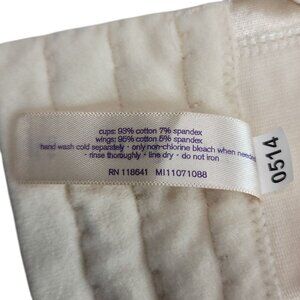 cups: 93% cotton 7% spandex
wings: 95% cotton 5% spandex
hand wash cold separately - only non-chlorine bleach when needed
- rinse thoroughly - line dry - do not iron
RN 118641 MI11071088
0514